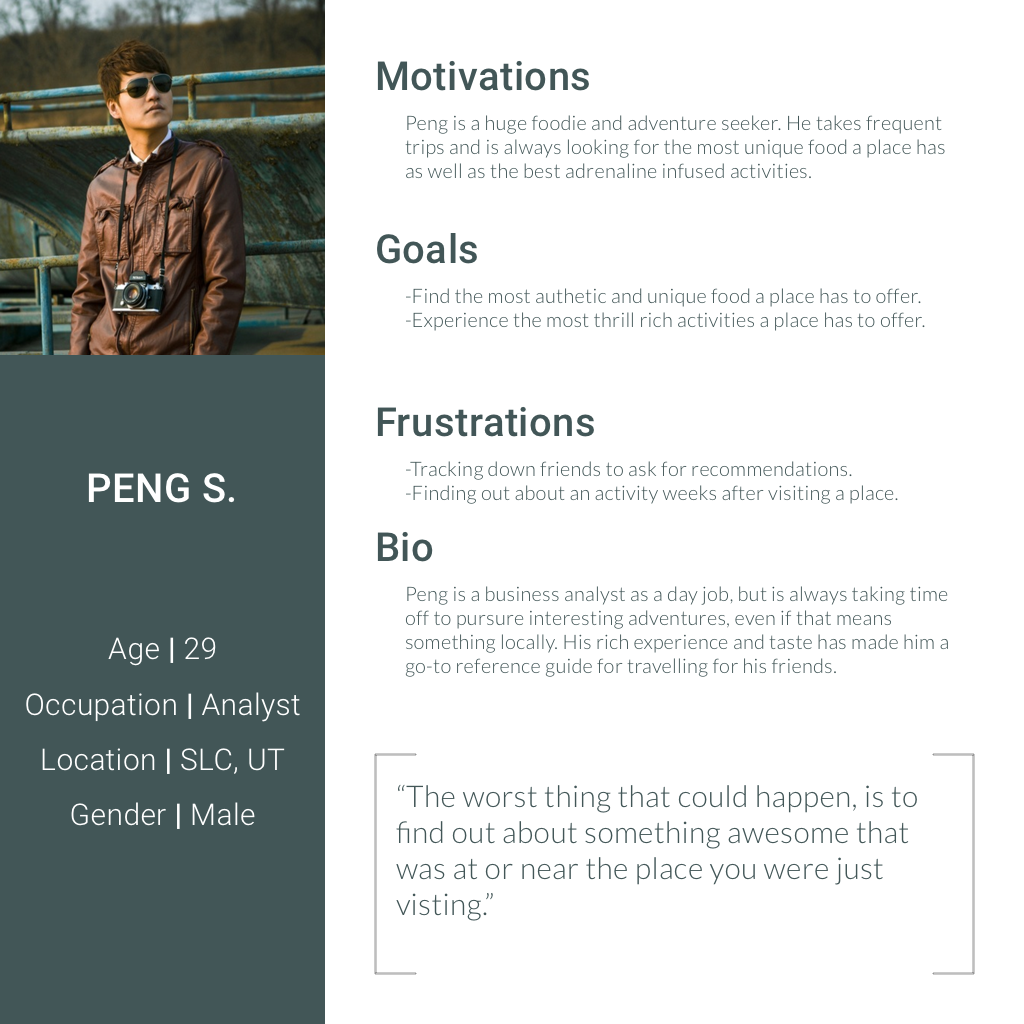 Motivations
Peng is a huge foodie and adventure seeker. He takes frequent
trips and is always looking for the most unique food a place has
as well as the best adrenaline infused activities.
Goals
-Find the most authetic and unique food a place has to offer.
-Experience the most thrill rich activities a place has to offer.
Frustrations
-Tracking down friends to ask for recommendations.
-Finding out about an activity weeks after visiting a place.
Bio
Peng is a business analyst as a day job, but is always taking time
off to pursure interesting adventures, even if that means
something locally. His rich experience and taste has made him a
go-to reference guide for travelling for his friends.
“The worst thing that could happen, is to
find out about something awesome that
was at or near the place you were just
visting.”
PENG S.
Age | 29
Occupation | Analyst
Location | SLC, UT
Gender | Male